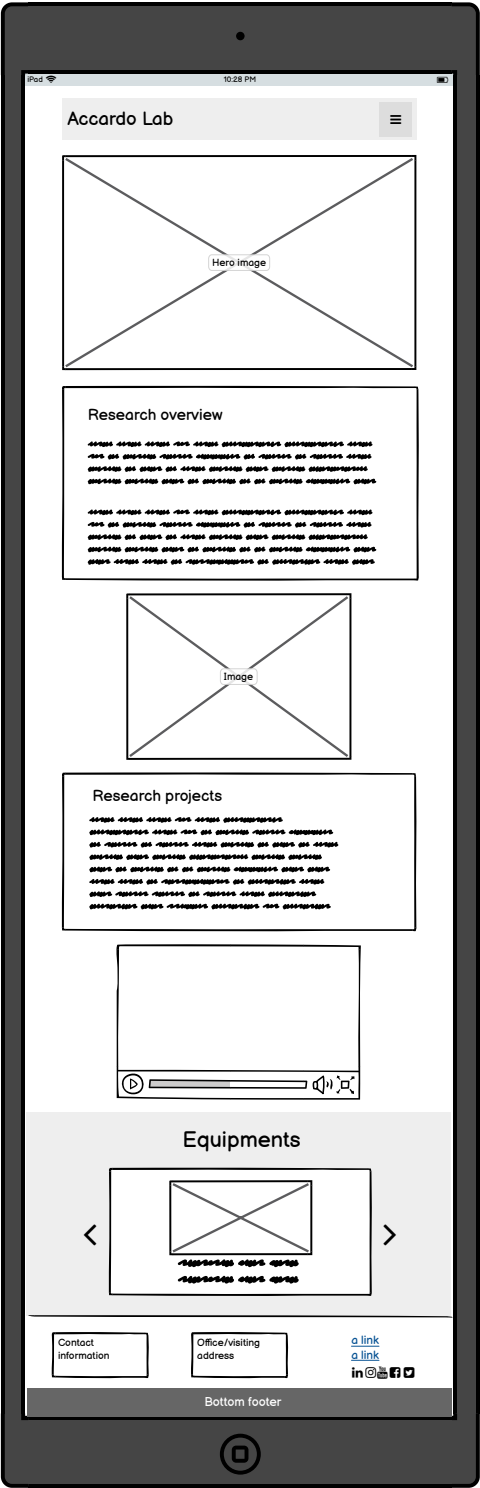 iPad
10:28 PM
Accardo Lab
Hero image
Research overview
Image
Research projects
Equipments
Contact
information
Office/visiting
address
a link
a link
Bottom footer